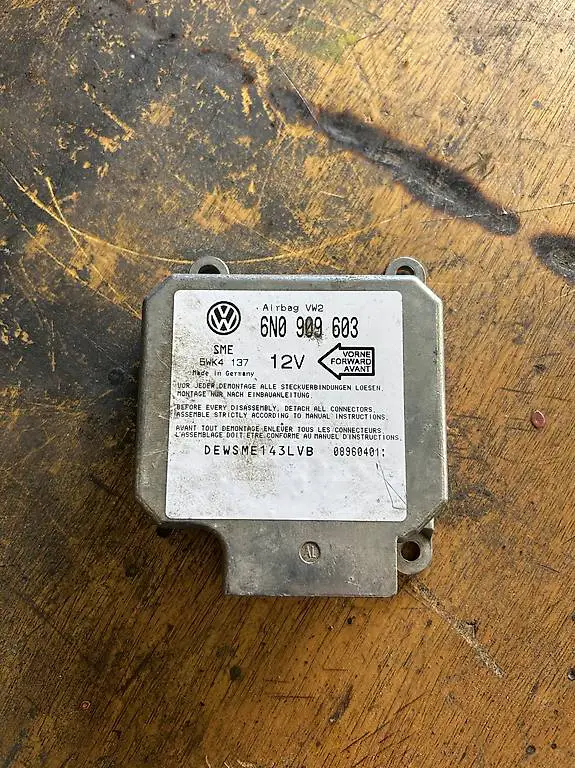 Airbag VW2
6N0 909 603
SME
5WK4 137
12V
VORNE
FORWARD
AVANT
Made in Germany
VOR JEDER DEMONTAGE ALLE STECKVERBINDUNGEN LOESEN.
MONTAGE NUR NACH EINBAUANLEITUNG.
BEFORE EVERY DISASSEMBLY, DETACH ALL CONNECTORS.
ASSEMBLE STRICTLY ACCORDING TO MANUAL INSTRUCTIONS.
AVANT TOUT DEMONTAGE ENLEVER TOUS LES CONNECTEURS.
L'ASSEMBLAGE DOIT ETRE CONFORME AU MANUEL D'INSTRUCTIONS.
DEWSME143LVB 08960401:
AL